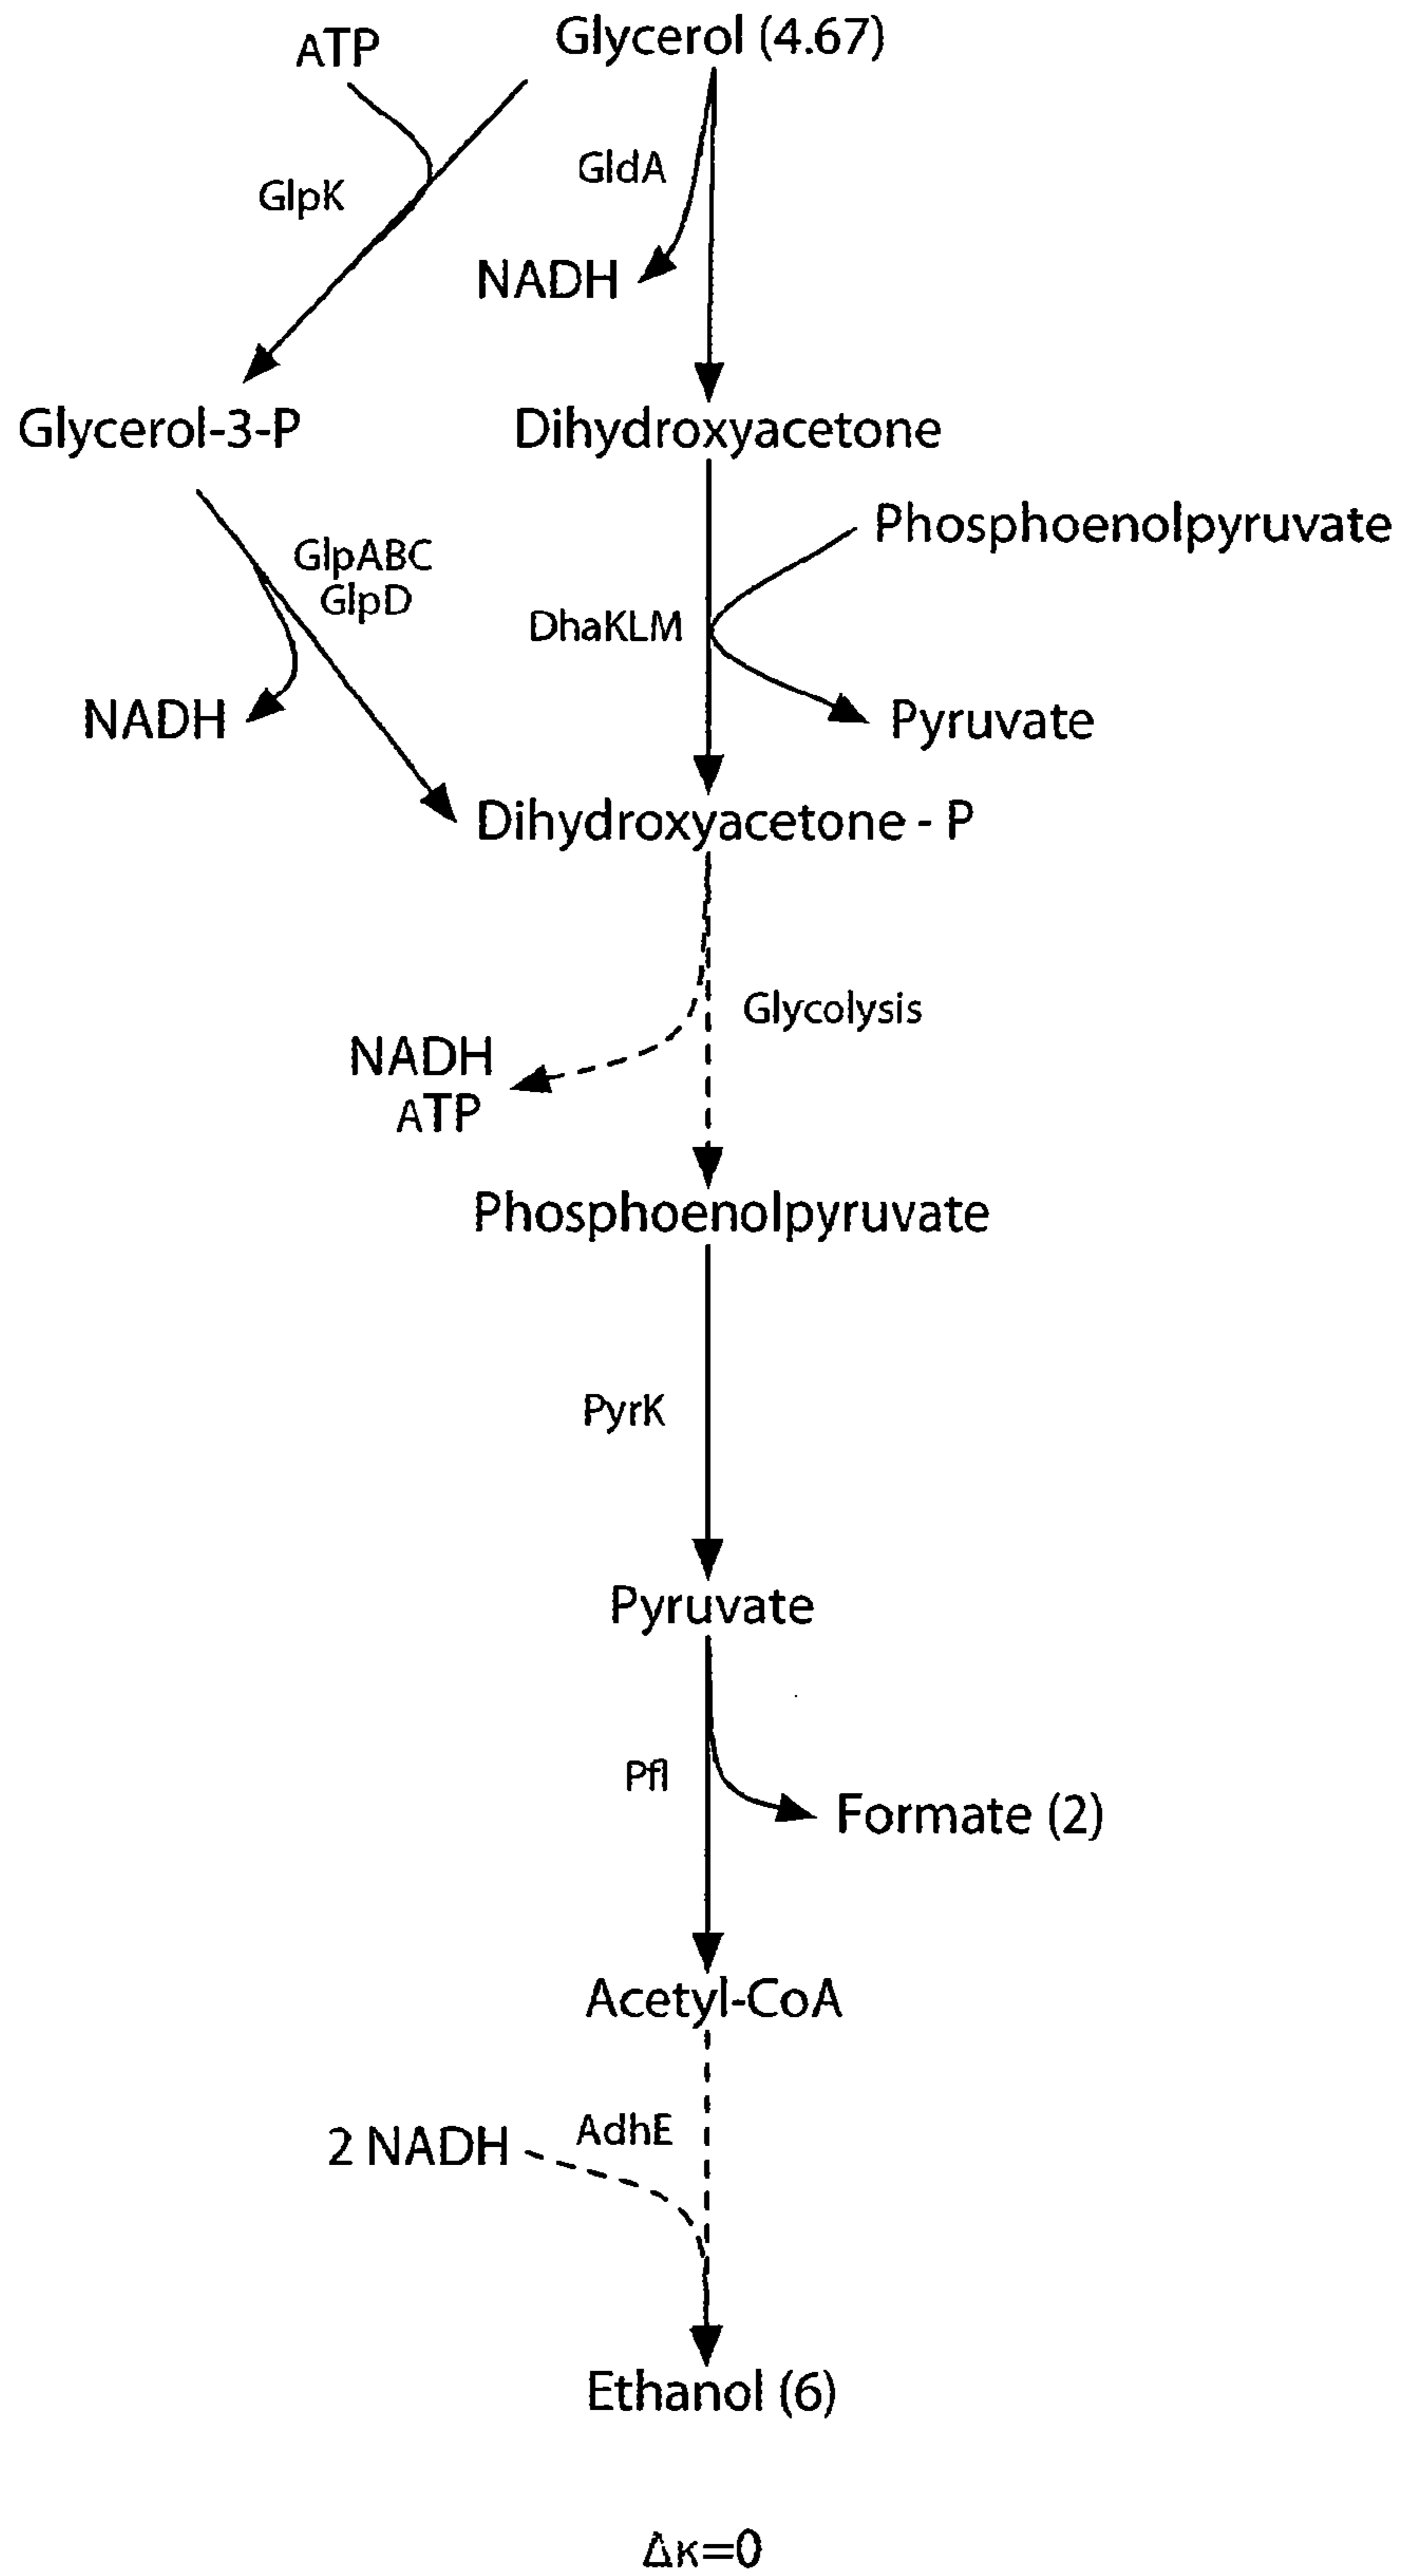 ATP
Glycerol (4.67)
GldA
GlpK
NADH
Glycerol-3-P
Dihydroxyacetone
Phosphoenolpyruvate
GlpABC
GlpD
DhaKLM
NADH
Pyruvate
Dihydroxyacetone - P
Glycolysis
NADH
ATP
Phosphoenolpyruvate
PyrK
Pyruvate
Pfl
Formate (2)
Acetyl-CoA
AdhE
2 NADH
Ethanol (6)
Δκ=0